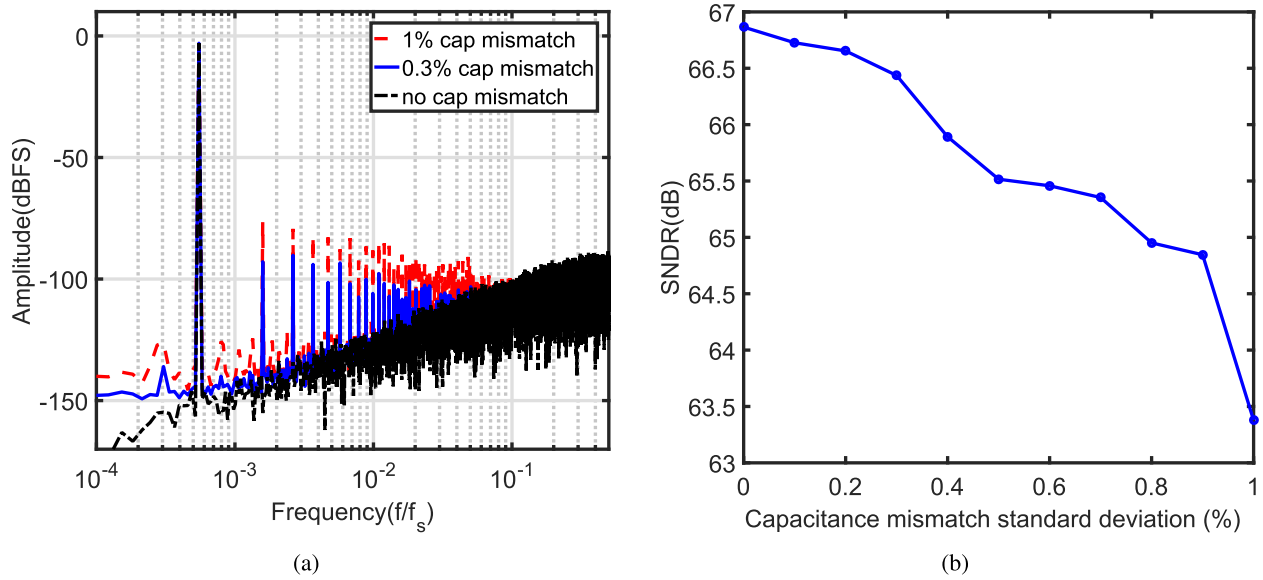 0
-50
-100
-150
Amplitude(dBFS)
1% cap mismatch
0.3% cap mismatch
no cap mismatch
10-4
10-3
10-2
10-1
Frequency(f/fs)
(a)
67
66.5
66
65.5
65
64.5
64
63.5
63
SNDR(dB)
0
0.2
0.4
0.6
0.8
1
Capacitance mismatch standard deviation (%)
(b)